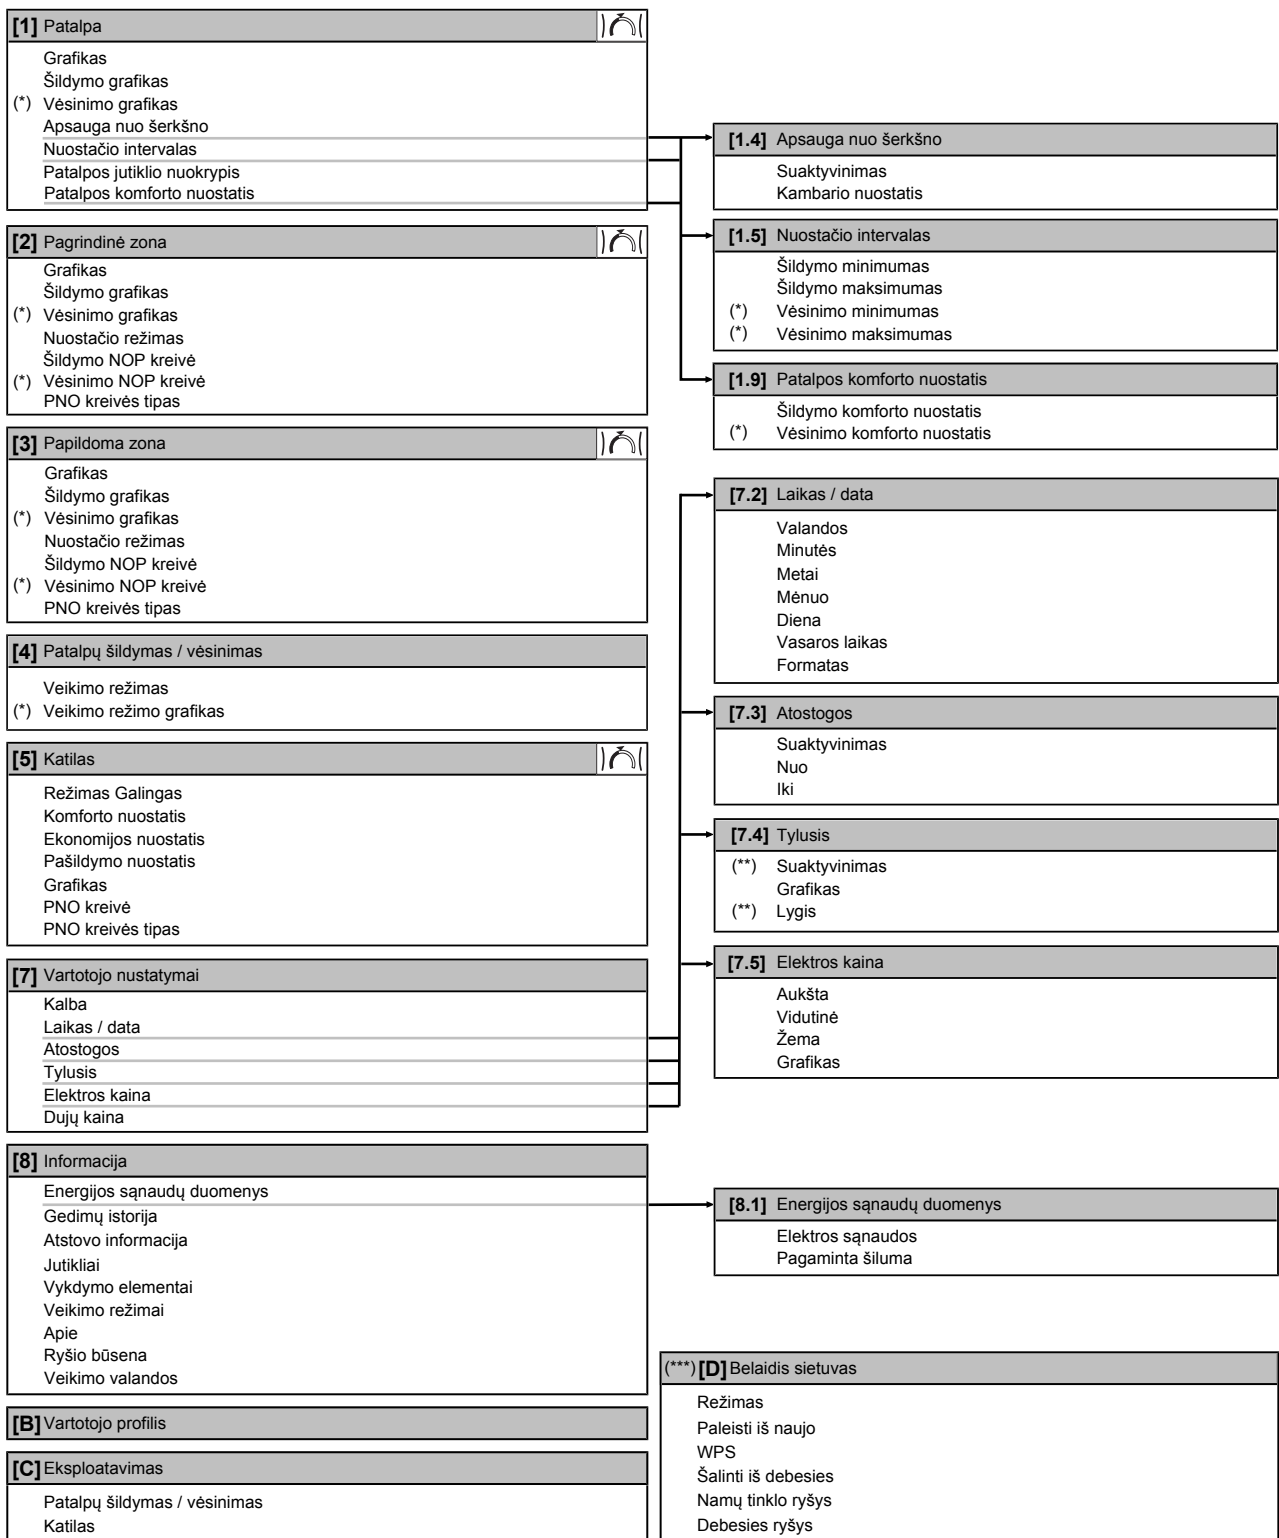 [1] Patalpa
Grafikas
Šildymo grafikas
(*) Vėsinimo grafikas
Apsauga nuo šerkšno
Nuostačio intervalas
Patalpos jutiklio nuokrypis
Patalpos komforto nuostatis
[2] Pagrindinė zona
Grafikas
Šildymo grafikas
(*) Vėsinimo grafikas
Nuostačio režimas
Šildymo NOP kreivė
(*) Vėsinimo NOP kreivė
PNO kreivės tipas
[3] Papildoma zona
Grafikas
Šildymo grafikas
(*) Vėsinimo grafikas
Nuostačio režimas
Šildymo NOP kreivė
(*) Vėsinimo NOP kreivė
PNO kreivės tipas
[4] Patalpų šildymas / vėsinimas
Veikimo režimas
(*) Veikimo režimo grafikas
[5] Katilas
Režimas Galingas
Komforto nuostatis
Ekonomijos nuostatis
Pašildymo nuostatis
Grafikas
PNO kreivė
PNO kreivės tipas
[7] Vartotojo nustatymai
Kalba
Laikas / data
Atostogos
Tylusis
Elektros kaina
Dujų kaina
[8] Informacija
Energijos sąnaudų duomenys
Gedimų istorija
Atstovo informacija
Jutikliai
Vykdymo elementai
Veikimo režimai
Apie
Ryšio būsena
Veikimo valandos
[B] Vartotojo profilis
[C] Eksploatavimas
Patalpų šildymas / vėsinimas
Katilas
[1.4] Apsauga nuo šerkšno
Suaktyvinimas
Kambario nuostatis
[1.5] Nuostačio intervalas
Šildymo minimumas
Šildymo maksimumas
(*) Vėsinimo minimumas
(*) Vėsinimo maksimumas
[1.9] Patalpos komforto nuostatis
Šildymo komforto nuostatis
(*) Vėsinimo komforto nuostatis
[7.2] Laikas / data
Valandos
Minutės
Metai
Mėnuo
Diena
Vasaros laikas
Formatas
[7.3] Atostogos
Suaktyvinimas
Nuo
Iki
[7.4] Tylusis
(**) Suaktyvinimas
Grafikas
(**) Lygis
[7.5] Elektros kaina
Aukšta
Vidutinė
Žema
Grafikas
[8.1] Energijos sąnaudų duomenys
Elektros sąnaudos
Pagaminta šiluma
(***) [D] Belaidis sietuvas
Režimas
Paleisti iš naujo
WPS
Šalinti iš debesies
Namų tinklo ryšys
Debesies ryšys